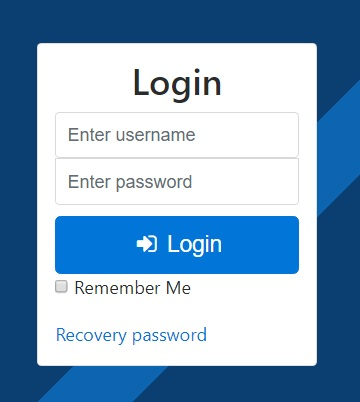 Login
Enter username
Enter password
Login
Remember Me
Recovery password